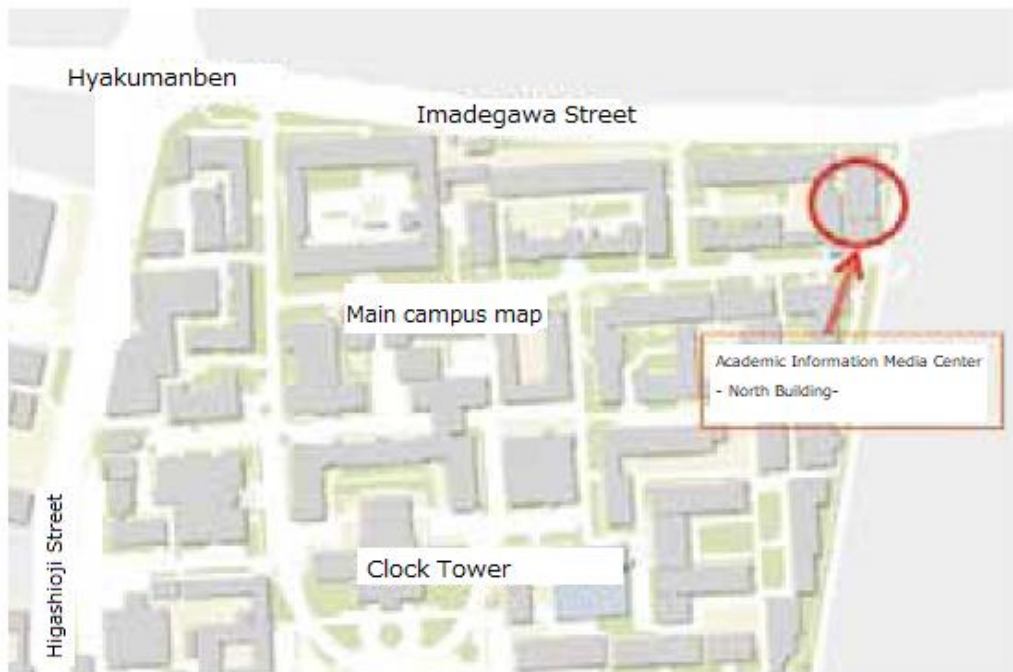 Hyakumanben
Imadegawa Street
Main campus map
Academic Information Media Center
- North Building-
Clock Tower
Higashioji Street